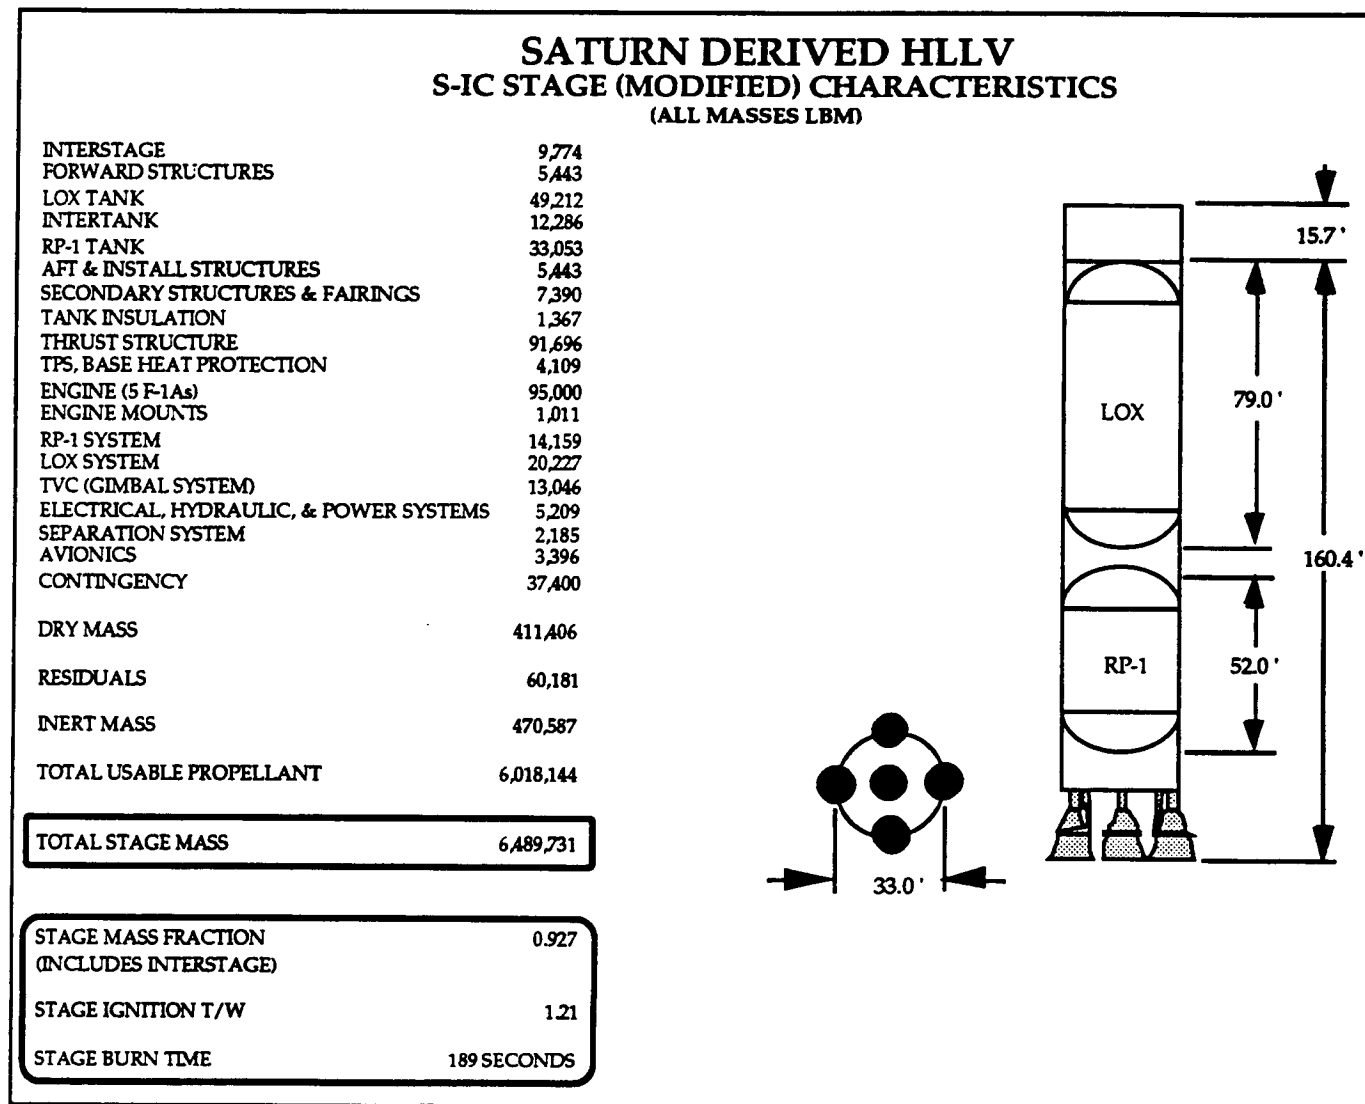 SATURN DERIVED HLLV
S-IC STAGE (MODIFIED) CHARACTERISTICS
(ALL MASSES LBM)
INTERSTAGE 9,774
FORWARD STRUCTURES 5,443
LOX TANK 49,212
INTERTANK 12,286
RP-1 TANK 33,053
AFT & INSTALL STRUCTURES 5,443
SECONDARY STRUCTURES & FAIRINGS 7,390
TANK INSULATION 1,367
THRUST STRUCTURE 91,696
TPS, BASE HEAT PROTECTION 4,109
ENGINE (5 F-1As) 95,000
ENGINE MOUNTS 1,011
RP-1 SYSTEM 14,159
LOX SYSTEM 20,227
TVC (GIMBAL SYSTEM) 13,046
ELECTRICAL, HYDRAULIC, & POWER SYSTEMS 5,209
SEPARATION SYSTEM 2,185
AVIONICS 3,396
CONTINGENCY 37,400
DRY MASS 411,406
RESIDUALS 60,181
INERT MASS 470,587
TOTAL USABLE PROPELLANT 6,018,144
TOTAL STAGE MASS 6,489,731
STAGE MASS FRACTION 0.927
(INCLUDES INTERSTAGE)
STAGE IGNITION T/W 1.21
STAGE BURN TIME 189 SECONDS
15.7 '
79.0 '
LOX
160.4 '
RP-1
52.0 '
33.0 '